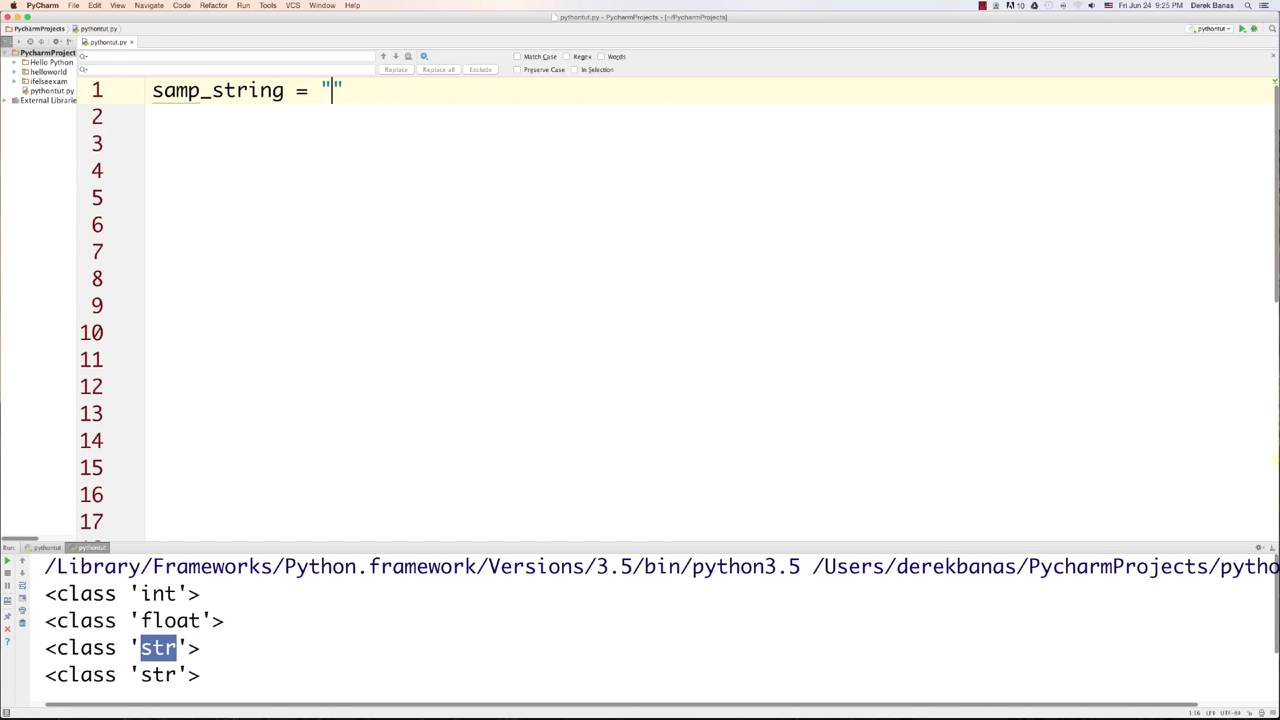 PyCharm File Edit View Navigate Code Refactor Run Tools VCS Window Help 10 Fri Jun 24 9:25 PM Derek Banas
pythontut.py - PycharmProjects - [~/PycharmProjects]
PycharmProjects pythontut.py pythontut
pythontut.py
PycharmProject
Hello Python
helloworld
ifelseexam
pythontut.py
External Librarie
Match Case Regex Words
Replace Replace all Exclude Preserve Case In Selection
1 samp_string = ""
2
3
4
5
6
7
8
9
10
11
12
13
14
15
16
17
Run: pythontut pythontut
/Library/Frameworks/Python.framework/Versions/3.5/bin/python3.5 /Users/derekbanas/PycharmProjects/pytho
<class 'int'>
<class 'float'>
<class 'str'>
<class 'str'>
1:16 LF UTF-8